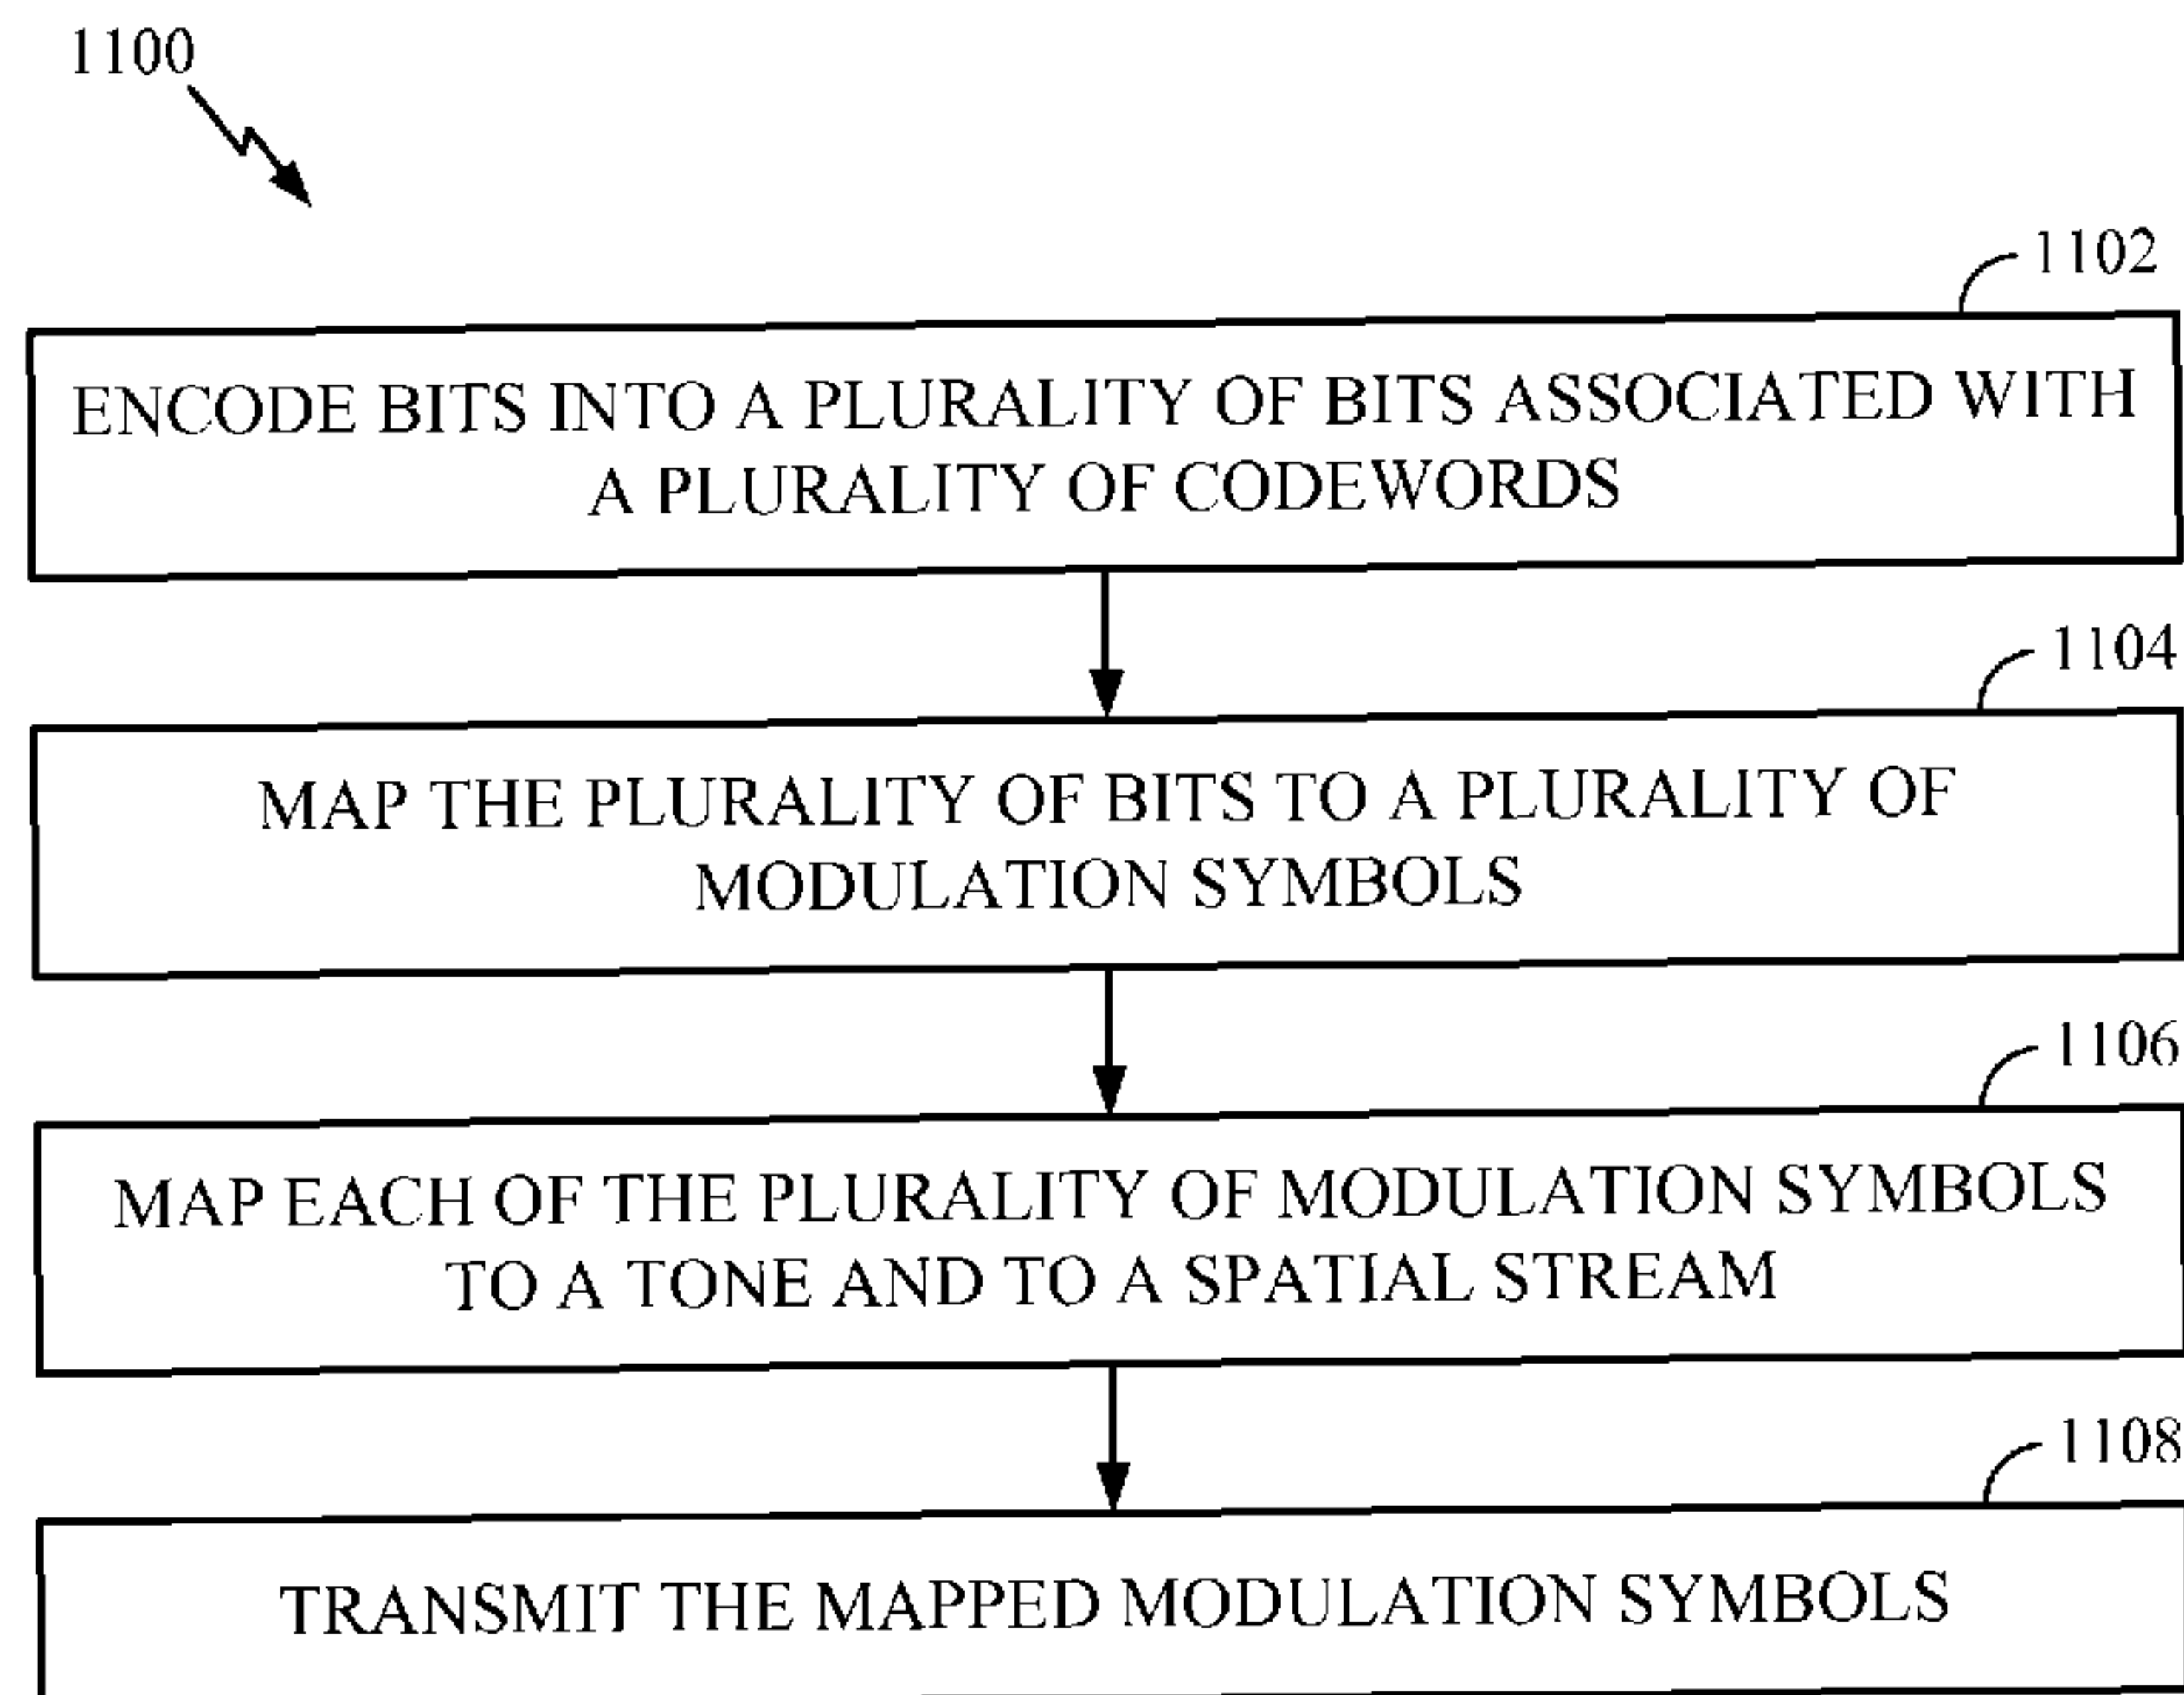 1100
1102
ENCODE BITS INTO A PLURALITY OF BITS ASSOCIATED WITH
A PLURALITY OF CODEWORDS
1104
MAP THE PLURALITY OF BITS TO A PLURALITY OF
MODULATION SYMBOLS
1106
MAP EACH OF THE PLURALITY OF MODULATION SYMBOLS
TO A TONE AND TO A SPATIAL STREAM
1108
TRANSMIT THE MAPPED MODULATION SYMBOLS